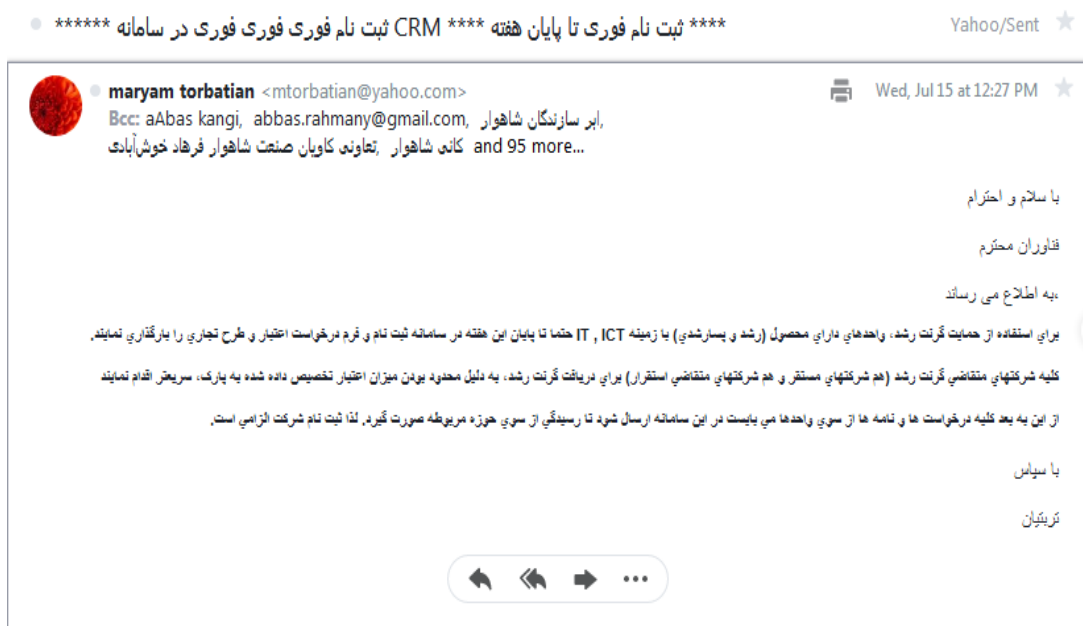 **** ثبت نام فوری تا پایان هفته **** CRM ثبت نام فوری فوری فوری در سامانه ******
Yahoo/Sent
maryam torbatian <mtorbatian@yahoo.com>
Wed, Jul 15 at 12:27 PM
Bcc: aAbas kangi, abbas.rahmany@gmail.com, ابر سازندگان شاهوار,
کانی شاهوار ,تعاونی کاویان صنعت شاهوار فرهاد خوش‌آبادی and 95 more...
با سلام و احترام
فناوران محترم
به اطلاع می رساند،
براي استفاده از حمايت گرنت رشد، واحدهاي داراي محصول (رشد و پسارشدي) با زمينه IT , ICT حتما تا پايان اين هفته در سامانه ثبت نام و فرم درخواست اعتبار و طرح تجاري را بارگذاري نمايند.
كليه شركتهاي متقاضي گرنت رشد (هم شركتهاي مستقر و هم شركتهاي متقاضي استقرار) براي دريافت گرنت رشد، به دليل محدود بودن ميزان اعتبار تخصيص داده شده به پارك، سريعتر اقدام نمايند
از اين به بعد كليه درخواست ها و نامه ها از سوي واحدها مي بايست در اين سامانه ارسال شود تا رسيدگي از سوي حوزه مربوطه صورت گيرد. لذا ثبت نام شركت الزامي است.
با سپاس
تربتیان